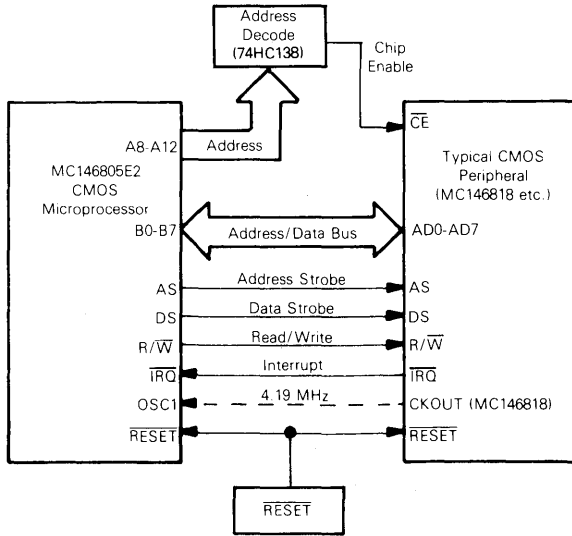 Address
Decode
(74HC138)
Chip
Enable
A8-A12
Address
CE
MC146805E2
CMOS
Microprocessor
Typical CMOS
Peripheral
(MC146818 etc.)
B0-B7
Address/Data Bus
AD0-AD7
AS
Address Strobe
AS
DS
Data Strobe
DS
R/W
Read/Write
R/W
IRQ
Interrupt
IRQ
OSC1
4.19 MHz
CKOUT (MC146818)
RESET
RESET
RESET